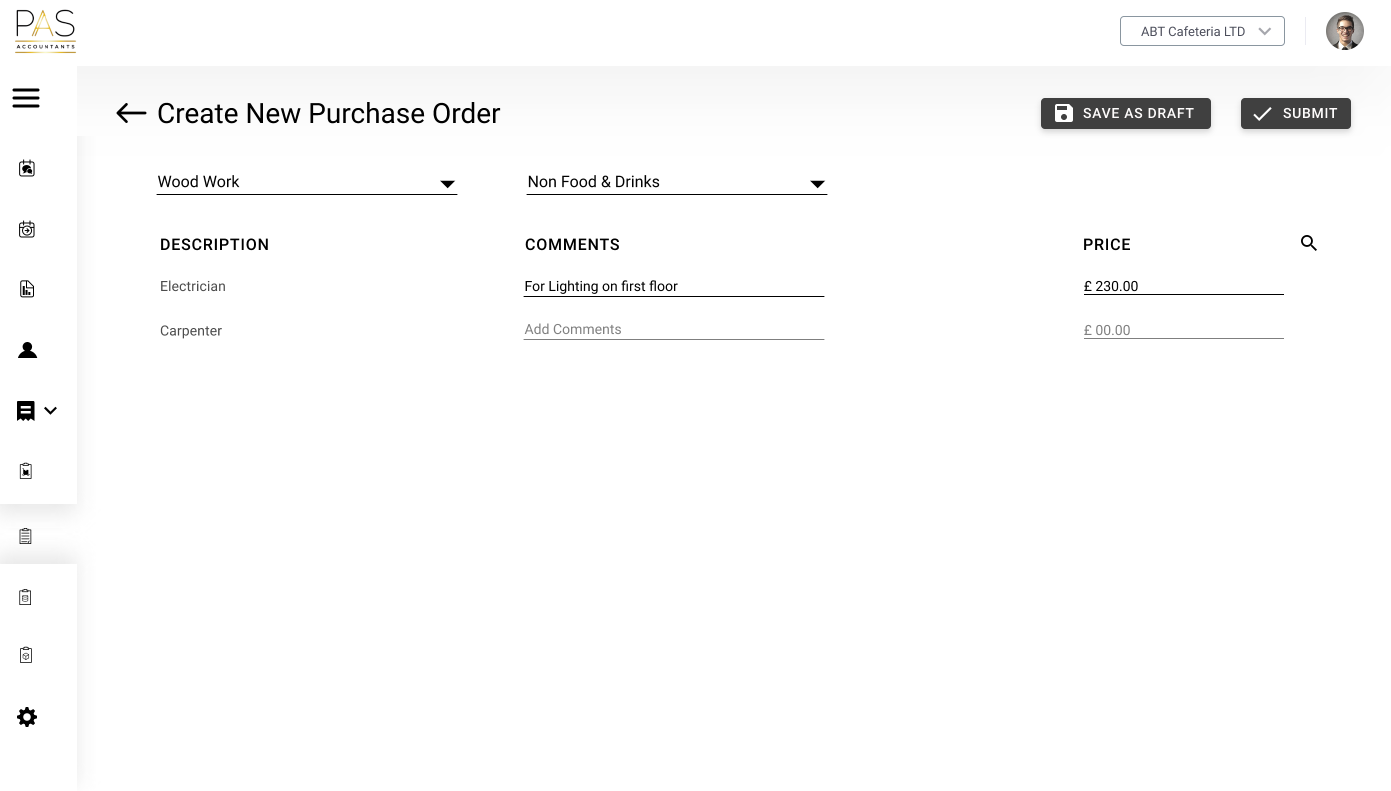 PAS
ACCOUNTANTS
ABT Cafeteria LTD
Create New Purchase Order
SAVE AS DRAFT
SUBMIT
Wood Work
Non Food & Drinks
DESCRIPTION
COMMENTS
PRICE
Electrician
For Lighting on first floor
£ 230.00
Carpenter
Add Comments
£ 00.00